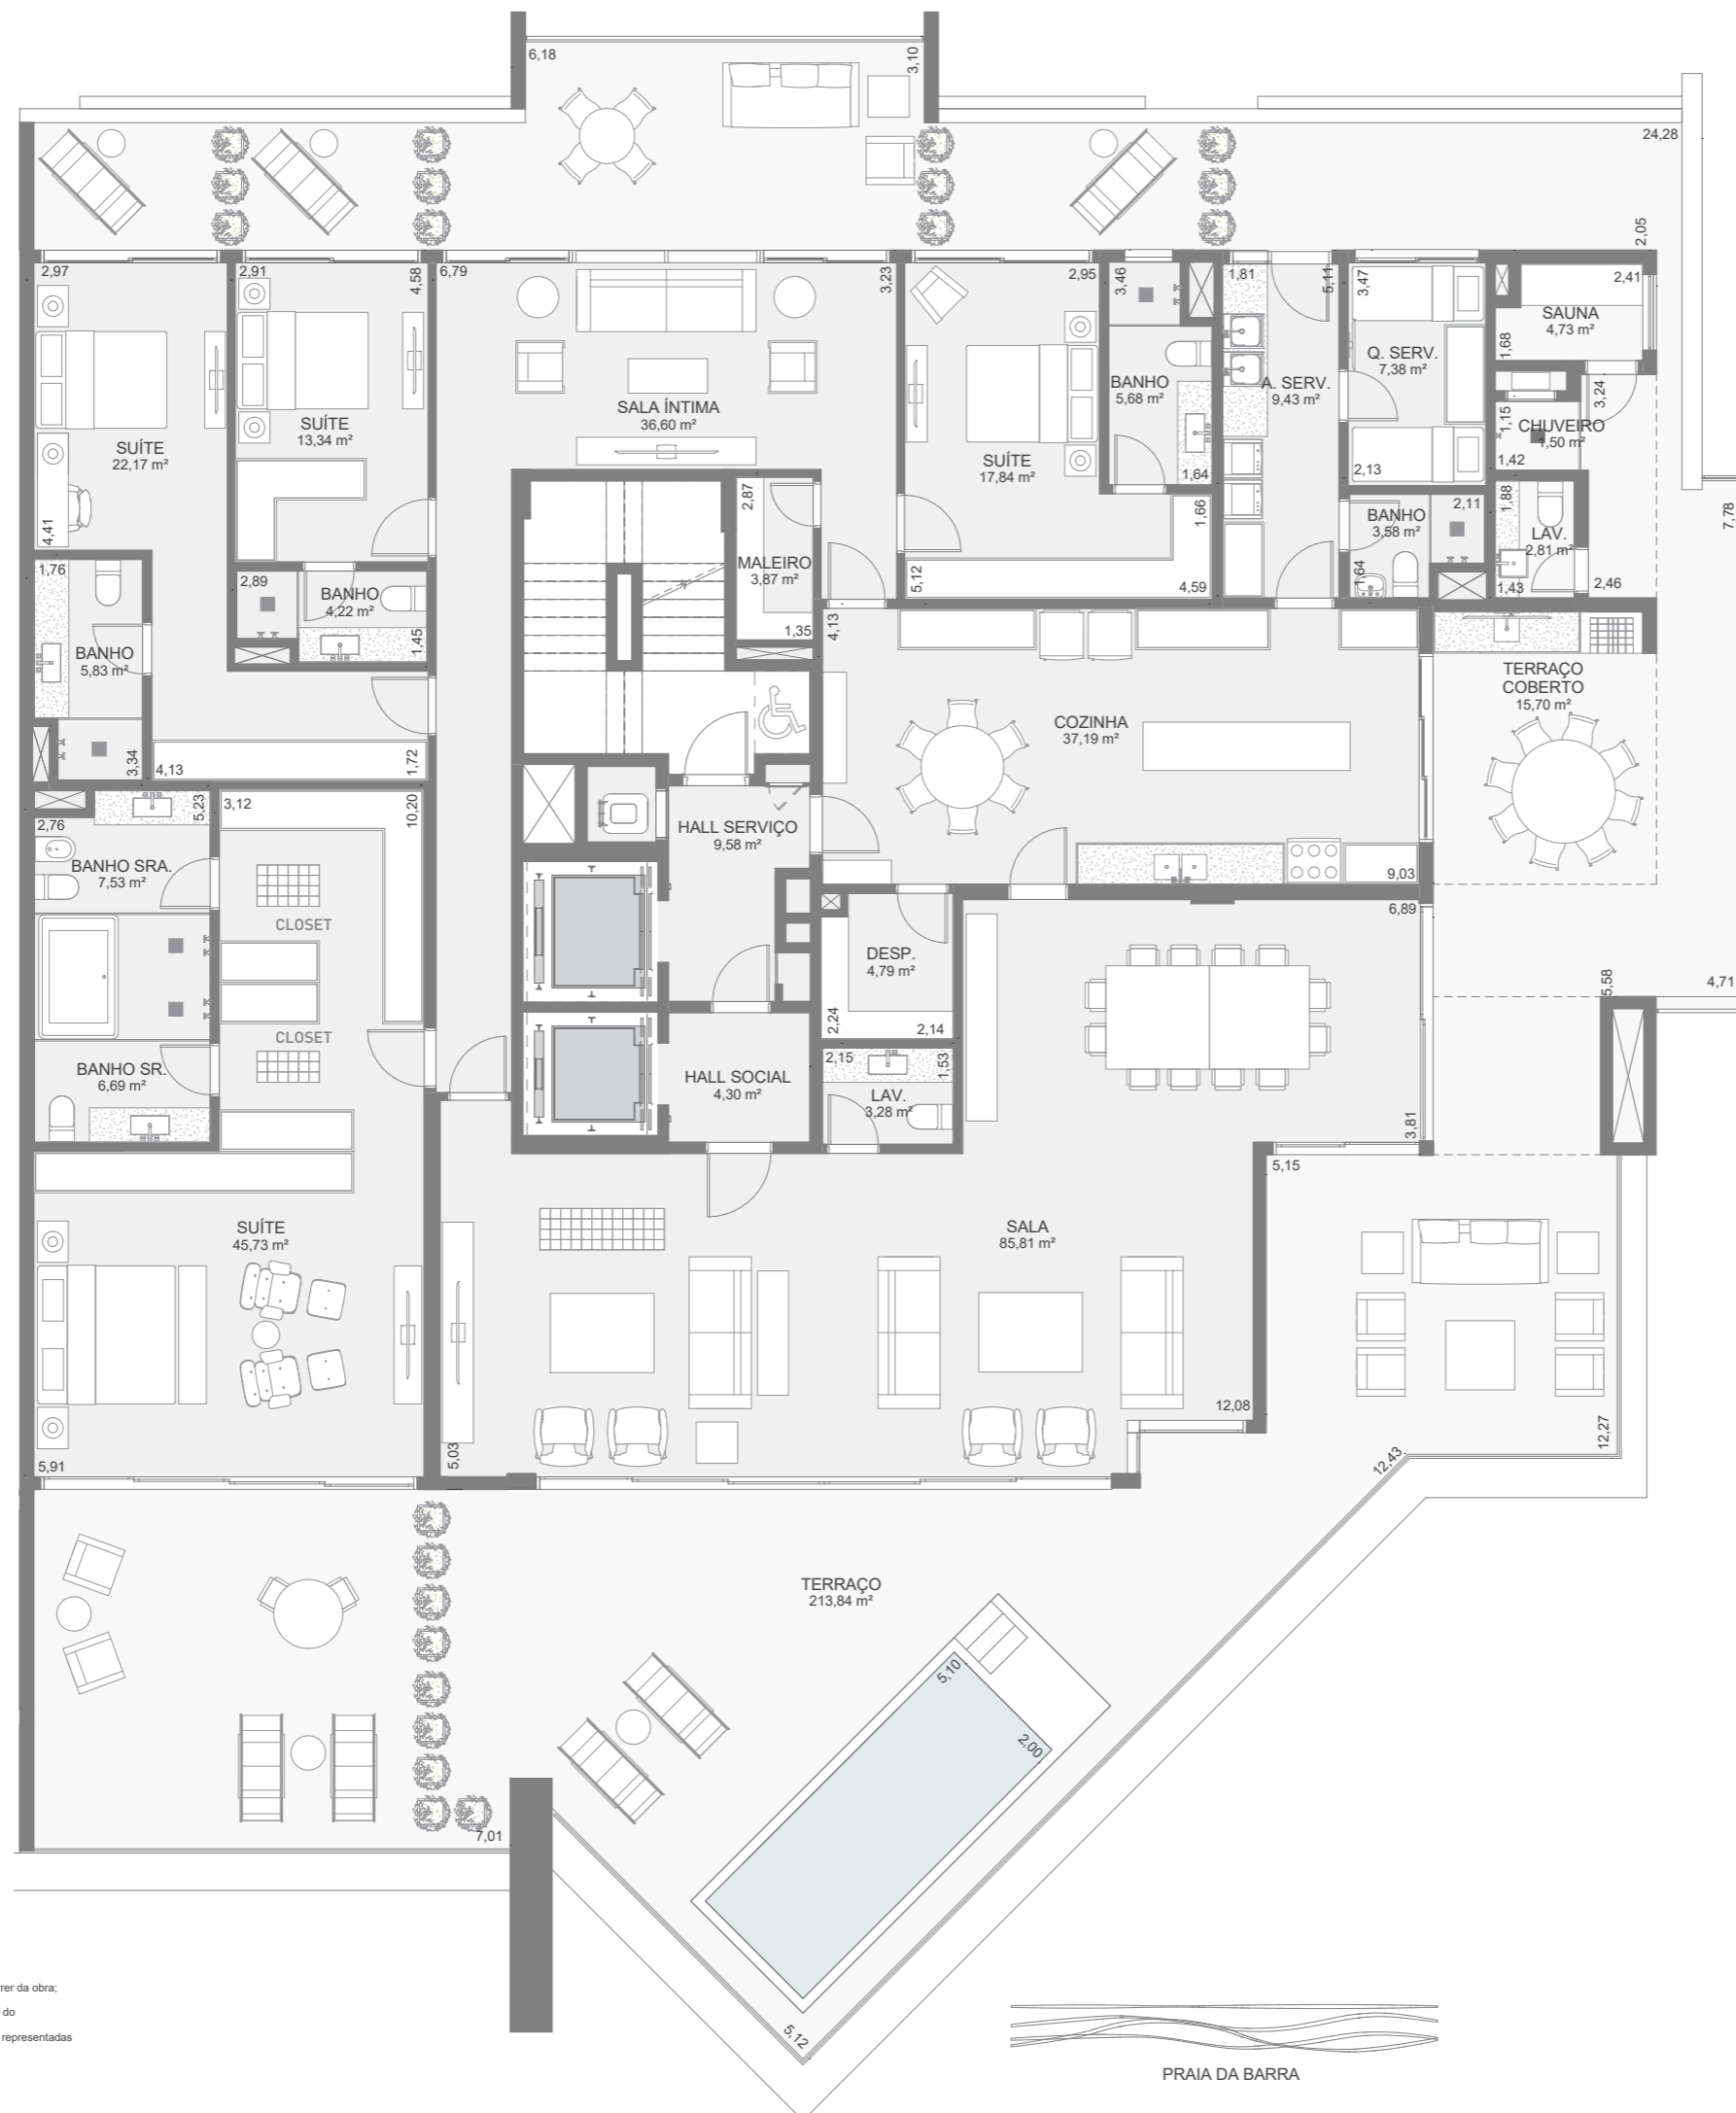 6,18
3,10
24,28
2,05
2,97
2,91
4,58
6,79
3,23
2,95
3,46
1,81
5,11
3,47
2,41
SAUNA
4,73 m²
1,68
SUÍTE
22,17 m²
4,41
SUÍTE
13,34 m²
SALA ÍNTIMA
36,60 m²
SUÍTE
17,84 m²
BANHO
5,68 m²
1,64
A. SERV.
9,43 m²
Q. SERV.
7,38 m²
2,13
3,24
1,15
CHUVEIRO
1,50 m²
1,42
7,78
2,87
MALEIRO
3,87 m²
1,35
1,66
5,12
4,59
BANHO
3,58 m²
2,11
1,64
1,88
LAV.
2,81 m²
1,43
2,46
1,76
BANHO
5,83 m²
3,34
2,89
BANHO
4,22 m²
1,45
4,13
1,72
4,13
COZINHA
37,19 m²
9,03
TERRAÇO
COBERTO
15,70 m²
5,23
3,12
10,20
2,76
BANHO SRA.
7,53 m²
CLOSET
CLOSET
BANHO SR.
6,69 m²
HALL SERVIÇO
9,58 m²
6,89
DESP.
4,79 m²
2,24
2,14
5,58
4,71
HALL SOCIAL
4,30 m²
2,15
1,53
LAV.
3,28 m²
3,81
5,15
SUÍTE
45,73 m²
5,91
SALA
85,81 m²
5,03
12,08
12,27
12,43
TERRAÇO
213,84 m²
5,10
2,00
7,01
5,12
rer da obra;
do
representadas
PRAIA DA BARRA